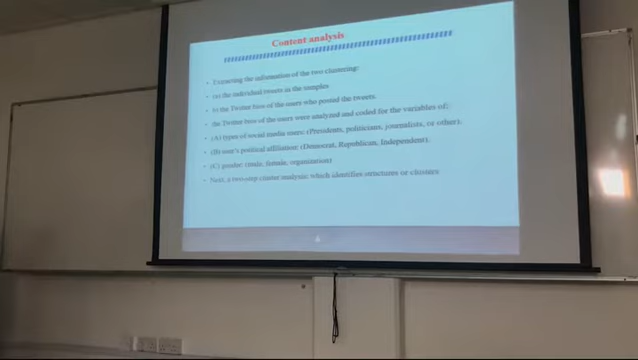 Content analysis
Extracting the information of the two clustering:
(a) the individual tweets in the samples
b) the Twitter bios of the users who posted the tweets.
the Twitter bios of the users were analyzed and coded for the variables of:
(A) types of social media users: (Presidents, politicians, journalists, or other).
(B) user's political affiliation: (Democrat, Republican, Independent).
(C) gender: (male, female, organization)
Next, a two-step cluster analysis: which identifies structures or clusters